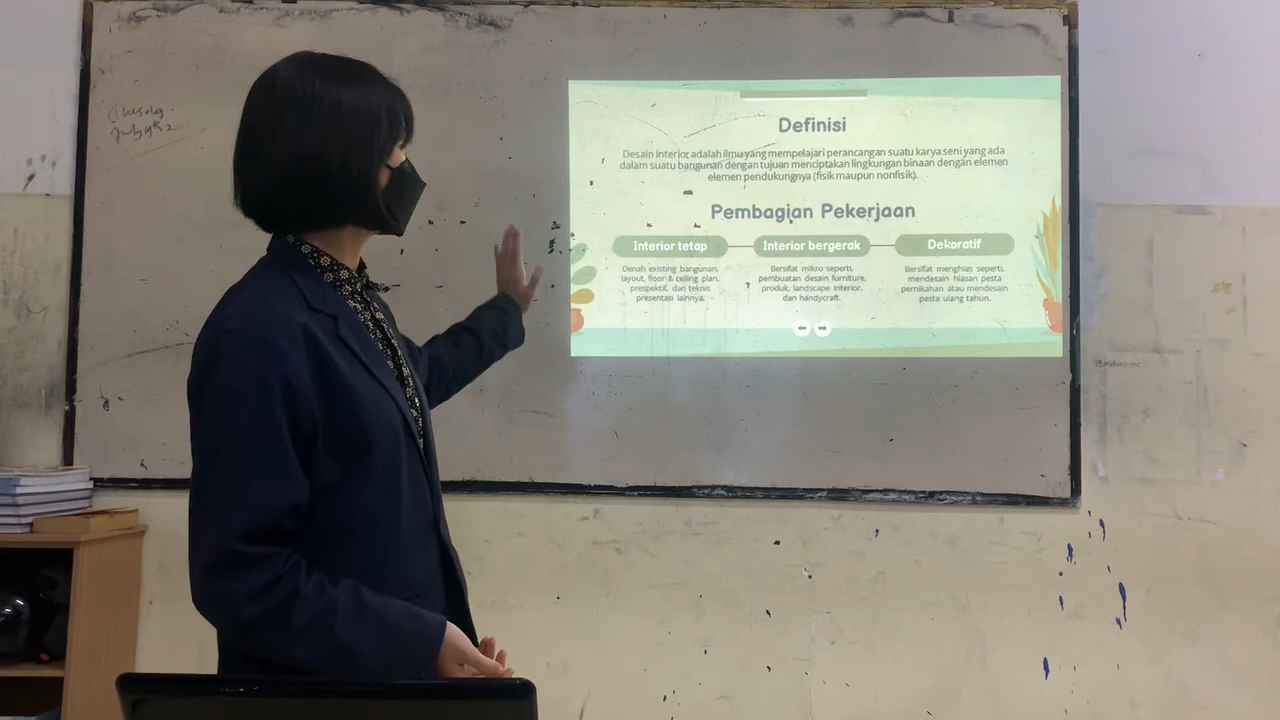 Tuesday
Definisi
Desain interior adalah ilmu yang mempelajari perancangan suatu karya seni yang ada
dalam suatu bangunan dengan tujuan menciptakan lingkungan binaan dengan elemen
elemen pendukungnya (fisik maupun nonfisik).
Pembagian Pekerjaan
Interior tetap
Denah existing bangunan,
layout, floor & ceiling plan,
prespektif, dan teknis
presentasi lainnya.
Interior bergerak
Bersifat mikro seperti,
pembuatan desain furniture,
produk, landscape interior,
dan handycraft.
Dekoratif
Bersifat menghias seperti,
mendesain hiasan pesta
pernikahan atau mendesain
pesta ulang tahun.